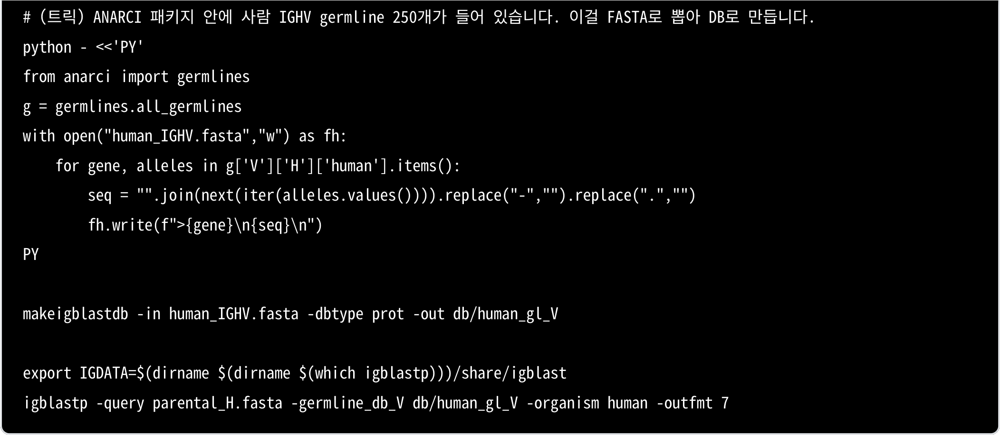 # (트릭) ANARCI 패키지 안에 사람 IGHV germline 250개가 들어 있습니다. 이걸 FASTA로 뽑아 DB로 만듭니다.
python - <<'PY'
from anarci import germlines
g = germlines.all_germlines
with open("human_IGHV.fasta","w") as fh:
    for gene, alleles in g['V']['H']['human'].items():
        seq = "".join(next(iter(alleles.values()))).replace("-","").replace(".","")
        fh.write(f">{gene}\n{seq}\n")
PY
makeigblastdb -in human_IGHV.fasta -dbtype prot -out db/human_gl_V
export IGDATA=$(dirname $(dirname $(which igblastp)))/share/igblast
igblastp -query parental_H.fasta -germline_db_V db/human_gl_V -organism human -outfmt 7